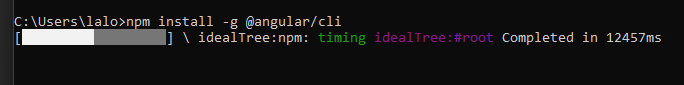 C:\Users\lalo>npm install -g @angular/cli
[                  ] \ idealTree:npm: timing idealTree:#root Completed in 12457ms